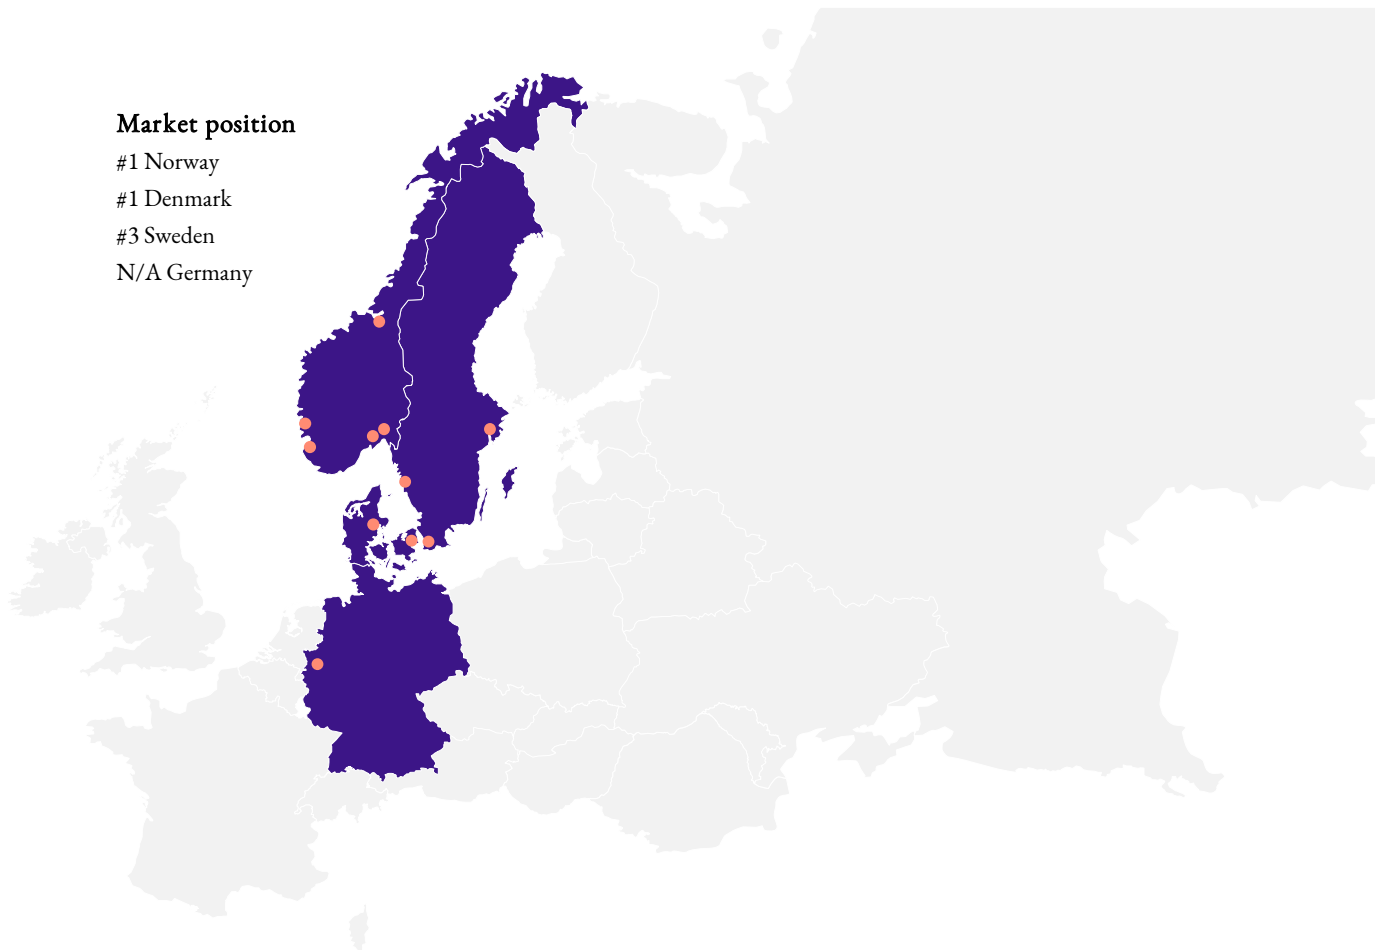 Market position
#1 Norway
#1 Denmark
#3 Sweden
N/A Germany